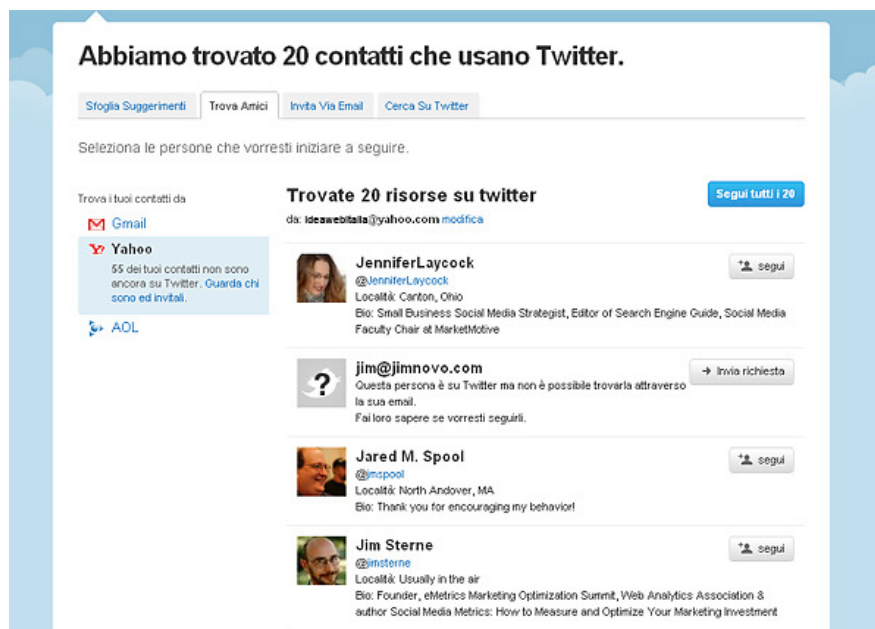 Abbiamo trovato 20 contatti che usano Twitter.
Sfoglia Suggerimenti
Trova Amici
Invita Via Email
Cerca Su Twitter
Seleziona le persone che vorresti iniziare a seguire.
Trova i tuoi contatti da
Gmail
Yahoo
55 dei tuoi contatti non sono
ancora su Twitter. Guarda chi
sono ed invitali.
AOL
Trovate 20 risorse su twitter
Segui tutti i 20
da: ideawebitalia@yahoo.com modifica
JenniferLaycock
segui
@JenniferLaycock
Località: Canton, Ohio
Bio: Small Business Social Media Strategist, Editor of Search Engine Guide, Social Media
Faculty Chair at MarketMotive
jim@jimnovo.com
Invia richiesta
Questa persona è su Twitter ma non è possibile trovarla attraverso
la sua email.
Fai loro sapere se vorresti seguirli.
Jared M. Spool
segui
@jmspool
Località: North Andover, MA
Bio: Thank you for encouraging my behavior!
Jim Sterne
segui
@jimsterne
Località: Usually in the air
Bio: Founder, eMetrics Marketing Optimization Summit, Web Analytics Association &
author Social Media Metrics: How to Measure and Optimize Your Marketing Investment